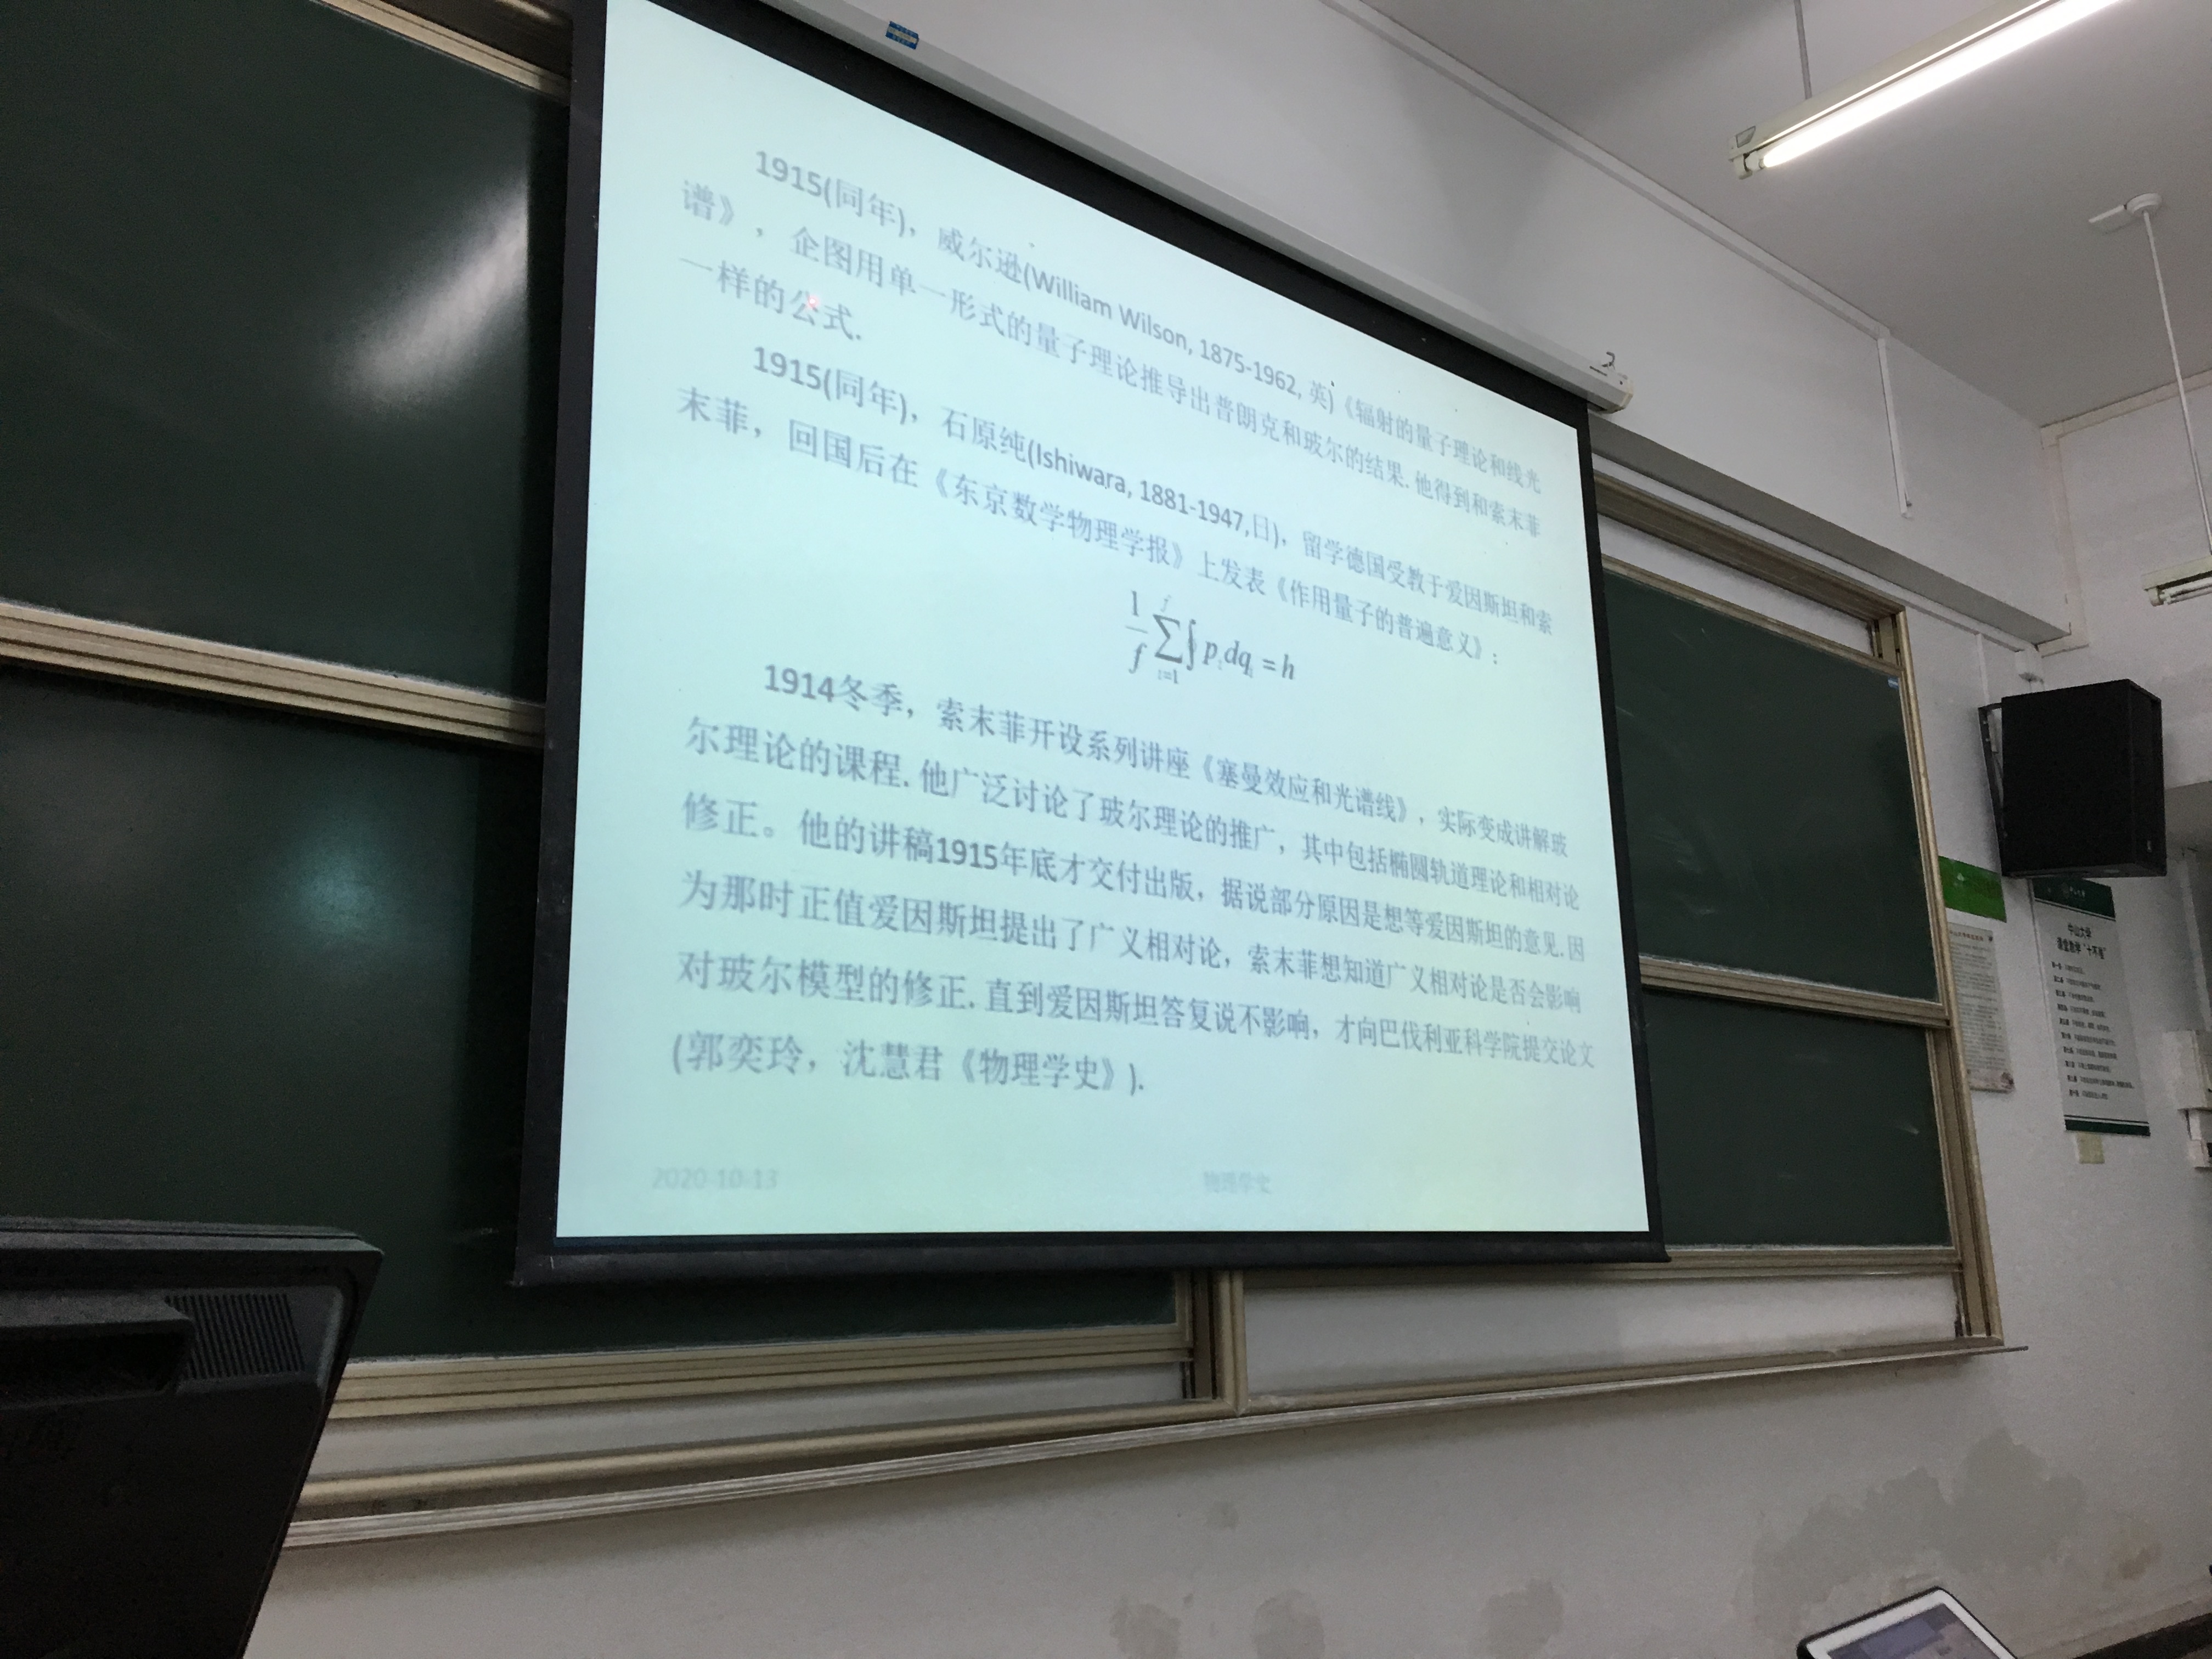 1915(同年)，威尔逊(William Wilson, 1875-1962, 英)《辐射的量子理论和线光
谱》，企图用单一形式的量子理论推导出普朗克和玻尔的结果. 他得到和索末菲
一样的公式.
1915(同年)，石原纯(Ishiwara, 1881-1947,日)，留学德国受教于爱因斯坦和索
末菲，回国后在《东京数学物理学报》上发表《作用量子的普遍意义》:
\frac{1}{f}\sum_{i=1}^{f}\oint p_i dq_i = h
1914冬季，索末菲开设系列讲座《塞曼效应和光谱线》，实际变成讲解玻
尔理论的课程. 他广泛讨论了玻尔理论的推广，其中包括椭圆轨道理论和相对论
修正。他的讲稿1915年底才交付出版，据说部分原因是想等爱因斯坦的意见. 因
为那时正值爱因斯坦提出了广义相对论，索末菲想知道广义相对论是否会影响
对玻尔模型的修正. 直到爱因斯坦答复说不影响，才向巴伐利亚科学院提交论文
(郭奕玲，沈慧君《物理学史》).
2020-10-13
物理学史
中山大学
课堂教学“十不准”